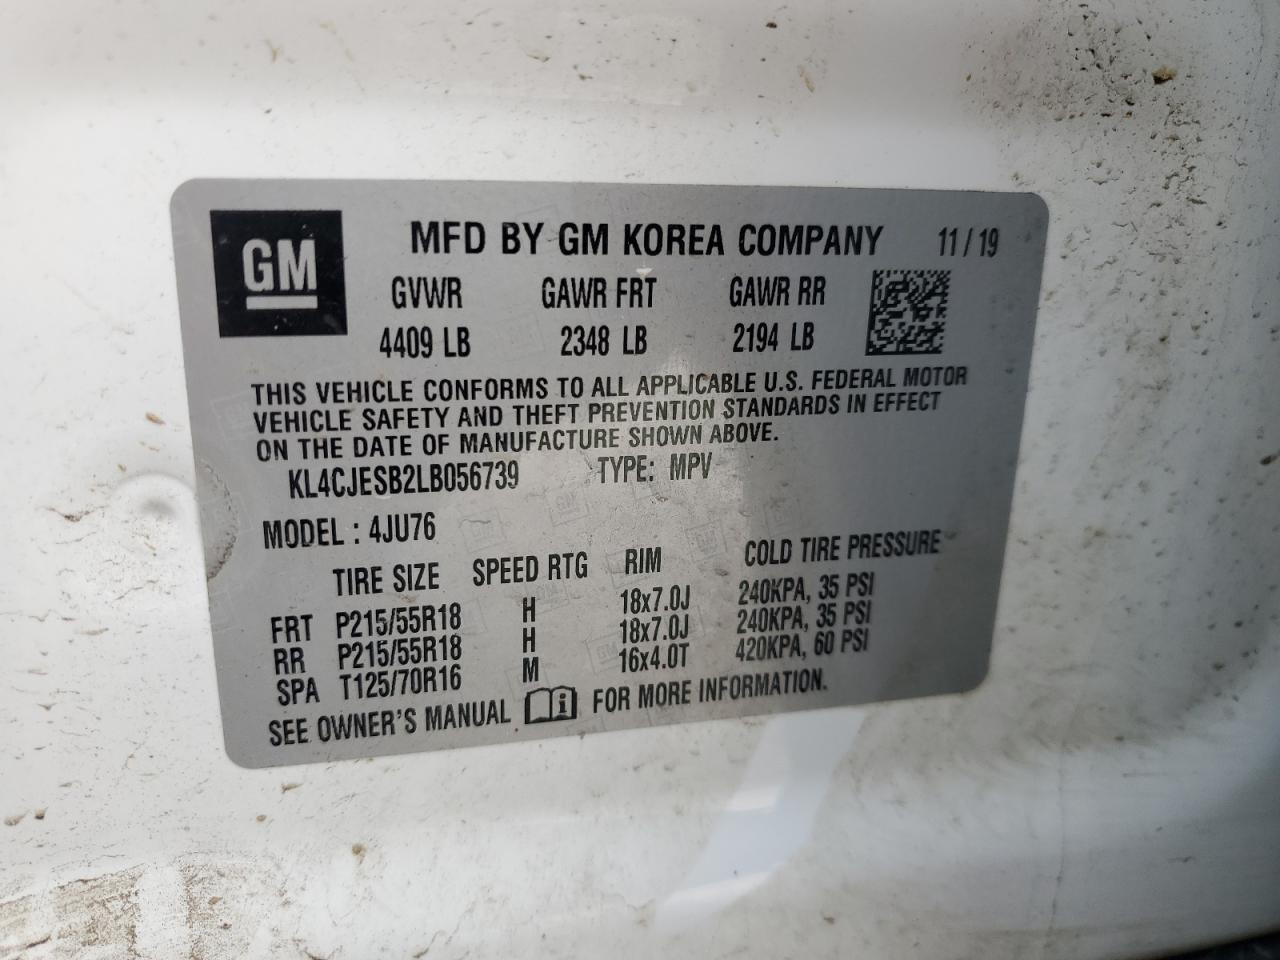 GM
MFD BY GM KOREA COMPANY 11 / 19
GVWR GAWR FRT GAWR RR
4409 LB 2348 LB 2194 LB
THIS VEHICLE CONFORMS TO ALL APPLICABLE U.S. FEDERAL MOTOR
VEHICLE SAFETY AND THEFT PREVENTION STANDARDS IN EFFECT
ON THE DATE OF MANUFACTURE SHOWN ABOVE.
KL4CJESB2LB056739 TYPE: MPV
MODEL : 4JU76
TIRE SIZE SPEED RTG RIM COLD TIRE PRESSURE
FRT P215/55R18 H 18x7.0J 240KPA, 35 PSI
RR P215/55R18 H 18x7.0J 240KPA, 35 PSI
SPA T125/70R16 M 16x4.0T 420KPA, 60 PSI
SEE OWNER'S MANUAL i FOR MORE INFORMATION.